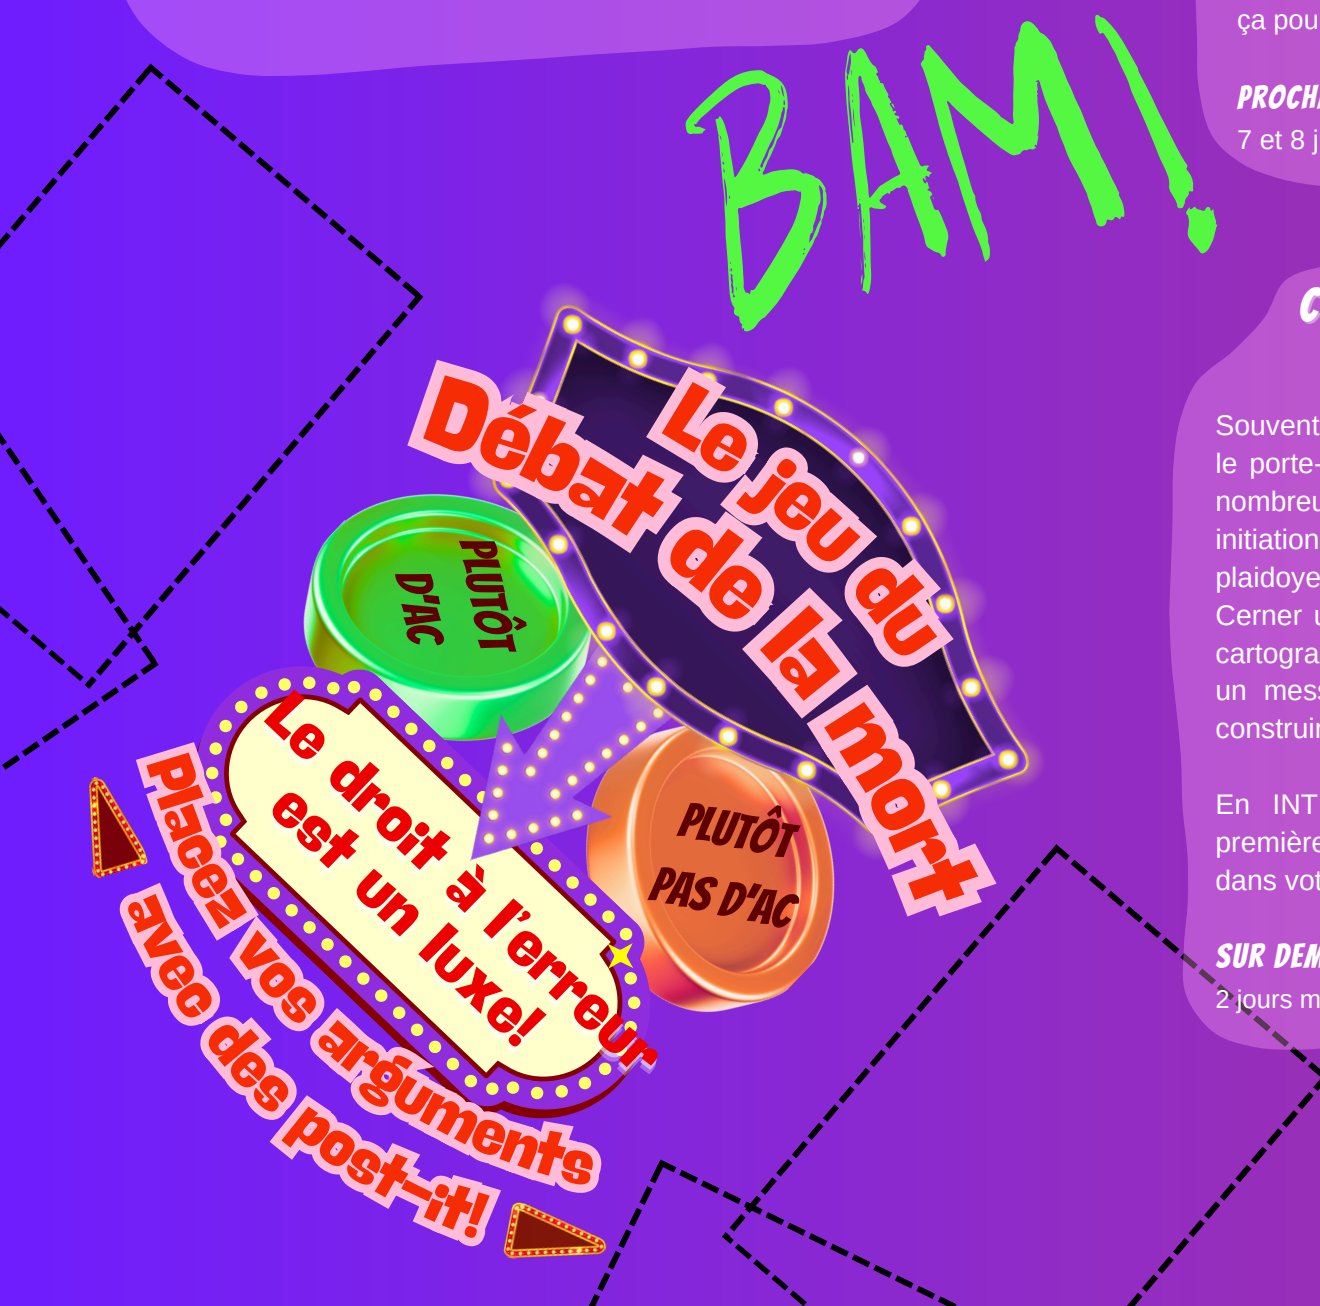 BAM!
Le jeu du
Débat de la mort
PLUTÔT
D'AC
PLUTÔT
PAS D'AC
Le droit à l'erreur
est un luxe!
Placez vos arguments
avec des post-it!
ça pou
PROCH
7 et 8 j
C
Souvent
le porte-
nombreu
initiation
plaidoye
Cerner u
cartogra
un mess
construir
En INT
première
dans vot
SUR DEM
2 jours m